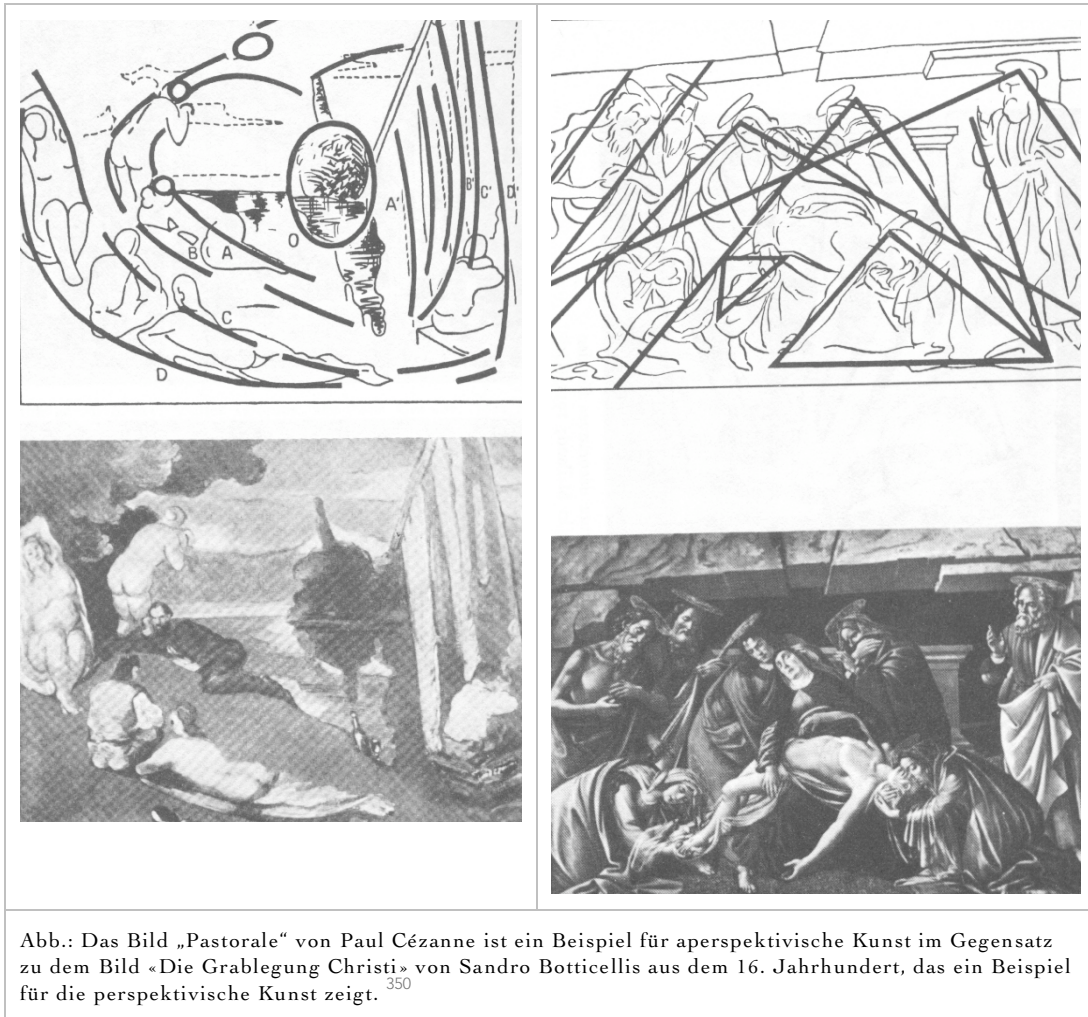 O
A'
B'
C'
D'
B
A
C
D
Abb.: Das Bild „Pastorale“ von Paul Cézanne ist ein Beispiel für aperspektivische Kunst im Gegensatz
zu dem Bild «Die Grablegung Christi» von Sandro Botticellis aus dem 16. Jahrhundert, das ein Beispiel
für die perspektivische Kunst zeigt. 350